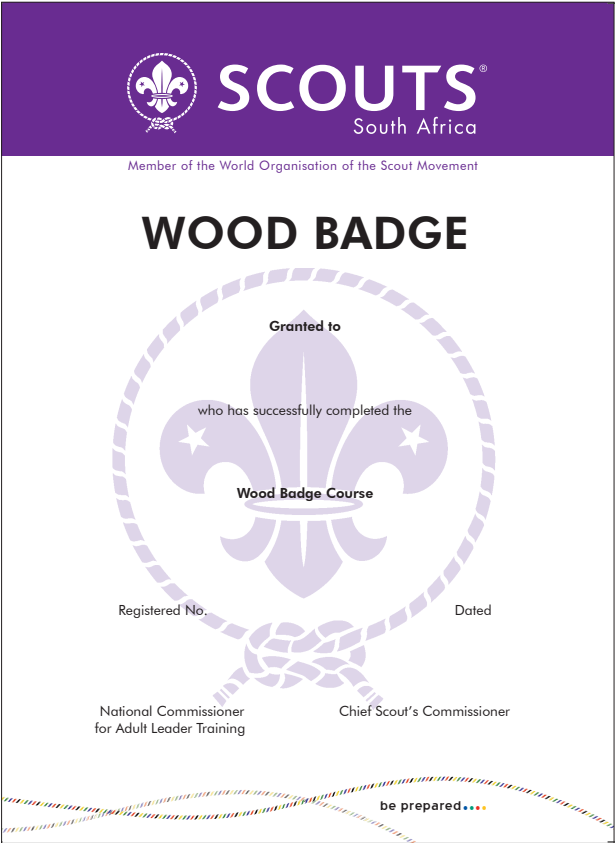 SCOUTS®
South Africa
Member of the World Organisation of the Scout Movement
WOOD BADGE
Granted to
who has successfully completed the
Wood Badge Course
Registered No. Dated
National Commissioner
for Adult Leader Training
Chief Scout's Commissioner
be prepared....